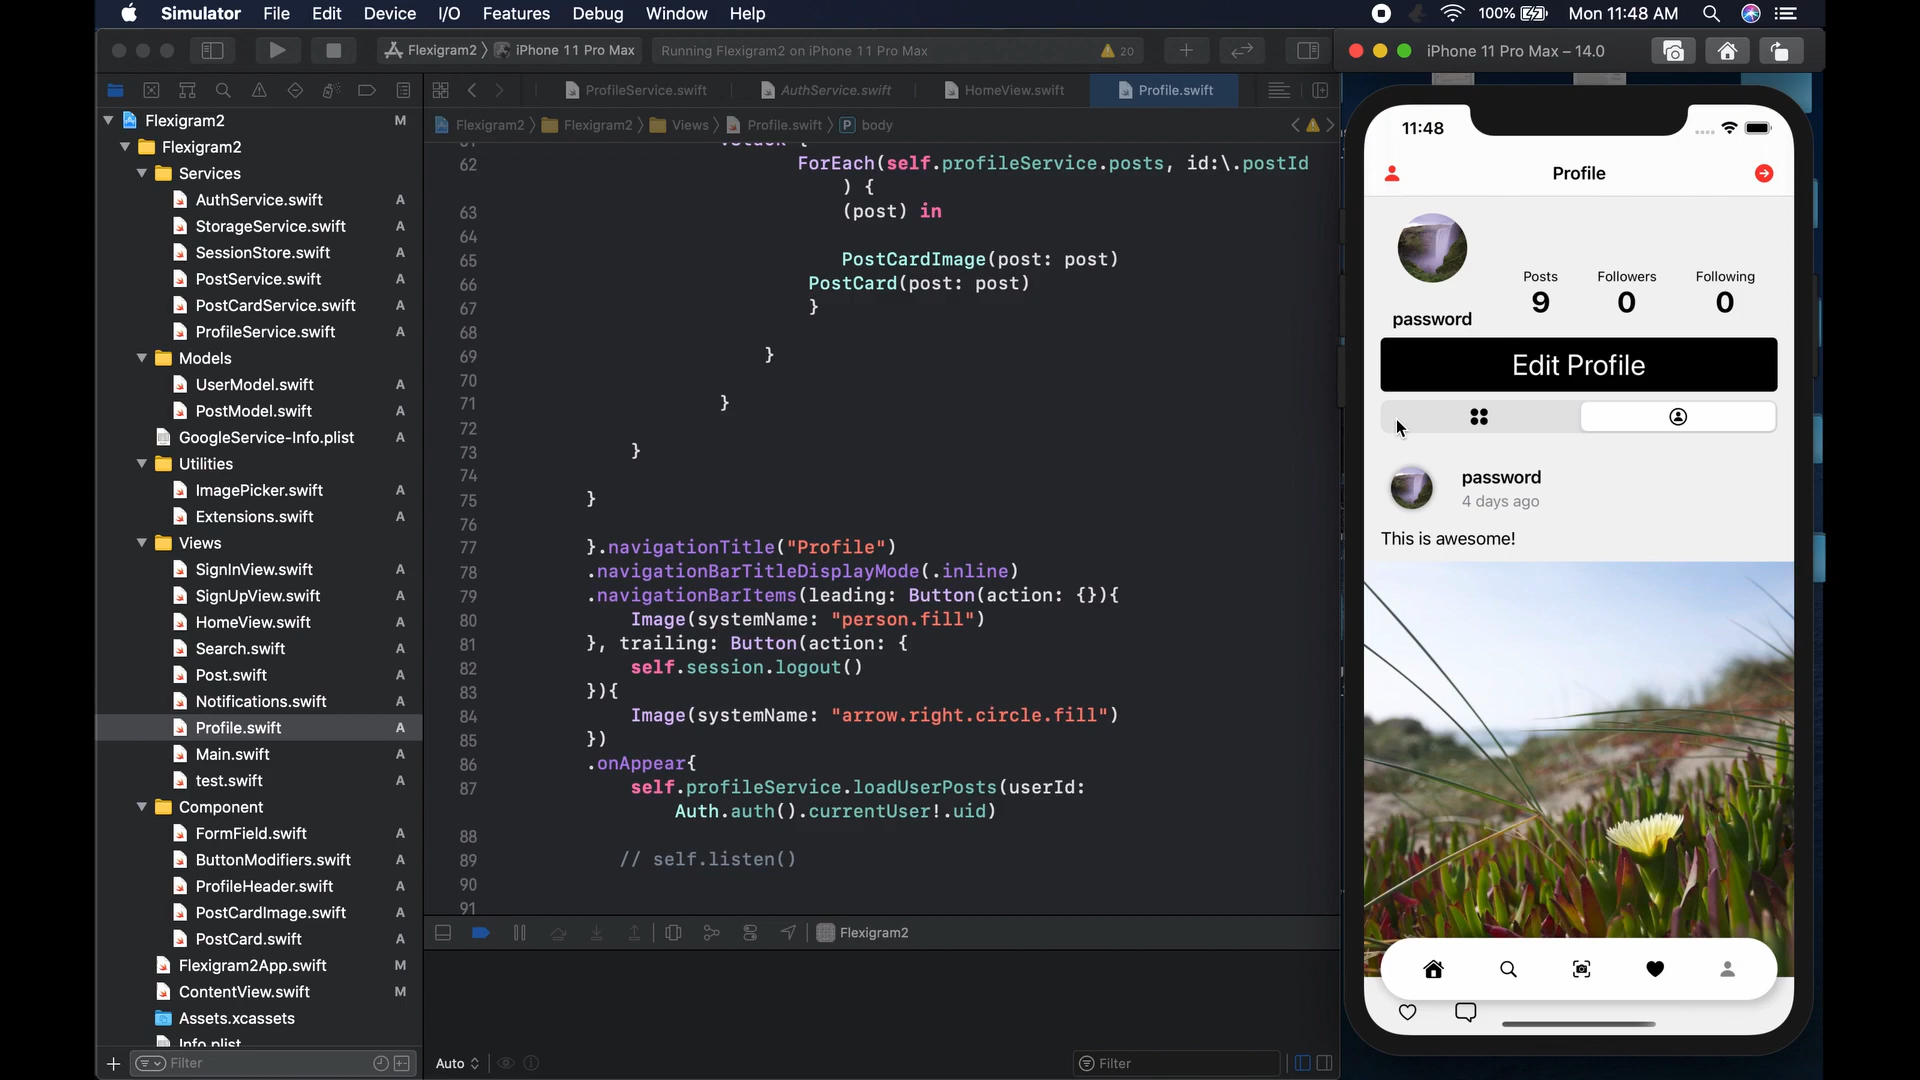 Simulator File Edit Device I/O Features Debug Window Help 100% Mon 11:48 AM
Flexigram2 iPhone 11 Pro Max Running Flexigram2 on iPhone 11 Pro Max 20
ProfileService.swift AuthService.swift HomeView.swift Profile.swift
Flexigram2 Flexigram2 Views Profile.swift P body
Flexigram2 M
Flexigram2
Services
AuthService.swift A
StorageService.swift A
SessionStore.swift A
PostService.swift A
PostCardService.swift A
ProfileService.swift A
Models
UserModel.swift A
PostModel.swift A
GoogleService-Info.plist A
Utilities
ImagePicker.swift A
Extensions.swift A
Views
SignInView.swift A
SignUpView.swift A
HomeView.swift A
Search.swift A
Post.swift A
Notifications.swift A
Profile.swift A
Main.swift A
test.swift A
Component
FormField.swift A
ButtonModifiers.swift A
ProfileHeader.swift A
PostCardImage.swift A
PostCard.swift A
Flexigram2App.swift M
ContentView.swift M
Assets.xcassets
Info.plist
Filter
62 ForEach(self.profileService.posts, id:\.postId
) {
63 (post) in
64
65 PostCardImage(post: post)
66 PostCard(post: post)
67 }
68
69 }
70
71 }
72
73 }
74
75 }
76
77 }.navigationTitle("Profile")
78 .navigationBarTitleDisplayMode(.inline)
79 .navigationBarItems(leading: Button(action: {}){
80 Image(systemName: "person.fill")
81 }, trailing: Button(action: {
82 self.session.logout()
83 }){
84 Image(systemName: "arrow.right.circle.fill")
85 })
86 .onAppear{
87 self.profileService.loadUserPosts(userId:
Auth.auth().currentUser!.uid)
88
89 // self.listen()
90
91
Flexigram2
Auto Filter
iPhone 11 Pro Max – 14.0
11:48
Profile
Posts Followers Following
9 0 0
password
Edit Profile
password
4 days ago
This is awesome!